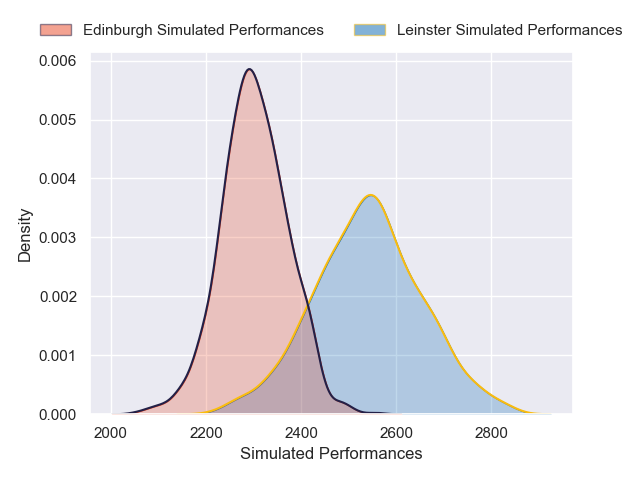 Edinburgh Simulated Performances
Leinster Simulated Performances
0.006
0.005
0.004
0.003
0.002
0.001
0.000
Density
2000 2200 2400 2600 2800
Simulated Performances